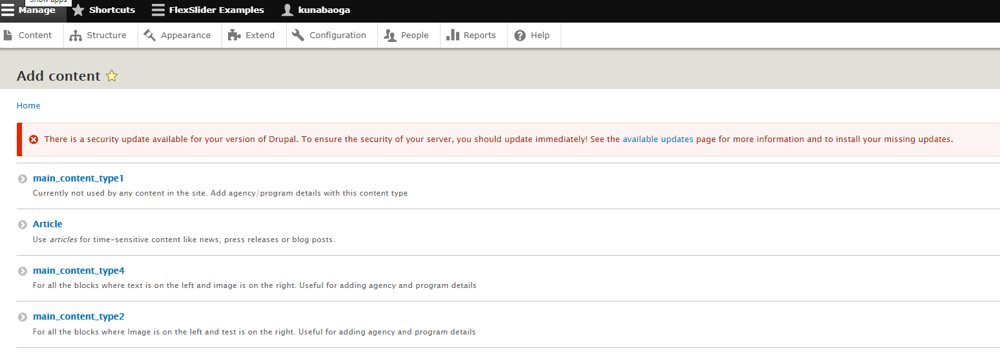 Show apps
Manage Shortcuts FlexSlider Examples kunabaoga
Content Structure Appearance Extend Configuration People Reports Help
Add content
Home
There is a security update available for your version of Drupal. To ensure the security of your server, you should update immediately! See the available updates page for more information and to install your missing updates.
main_content_type1
Currently not used by any content in the site. Add agency/program details with this content type
Article
Use articles for time-sensitive content like news, press releases or blog posts.
main_content_type4
For all the blocks where text is on the left and image is on the right. Useful for adding agency and program details
main_content_type2
For all the blocks where Image is on the left and test is on the right. Useful for adding agency and program details